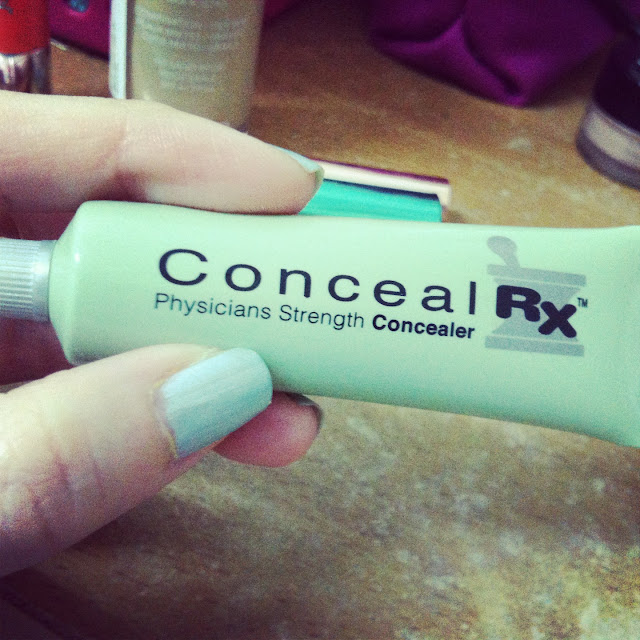 Conceal Rx™
Physicians Strength Concealer